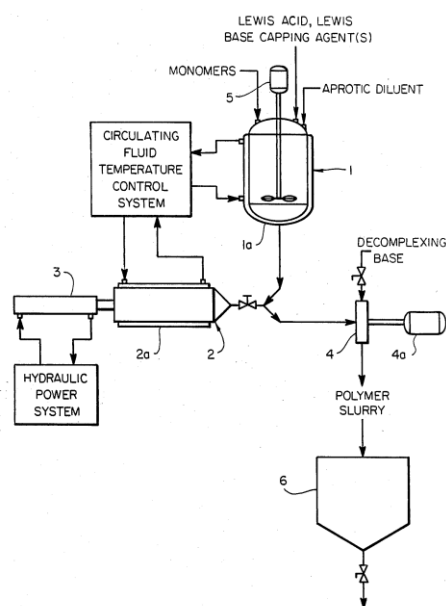 LEWIS ACID, LEWIS
BASE CAPPING AGENT(S)
MONOMERS
5
APROTIC DILUENT
CIRCULATING
FLUID
TEMPERATURE
CONTROL
SYSTEM
1
1a
DECOMPLEXING
BASE
3
2
2a
4
4a
HYDRAULIC
POWER
SYSTEM
POLYMER
SLURRY
6